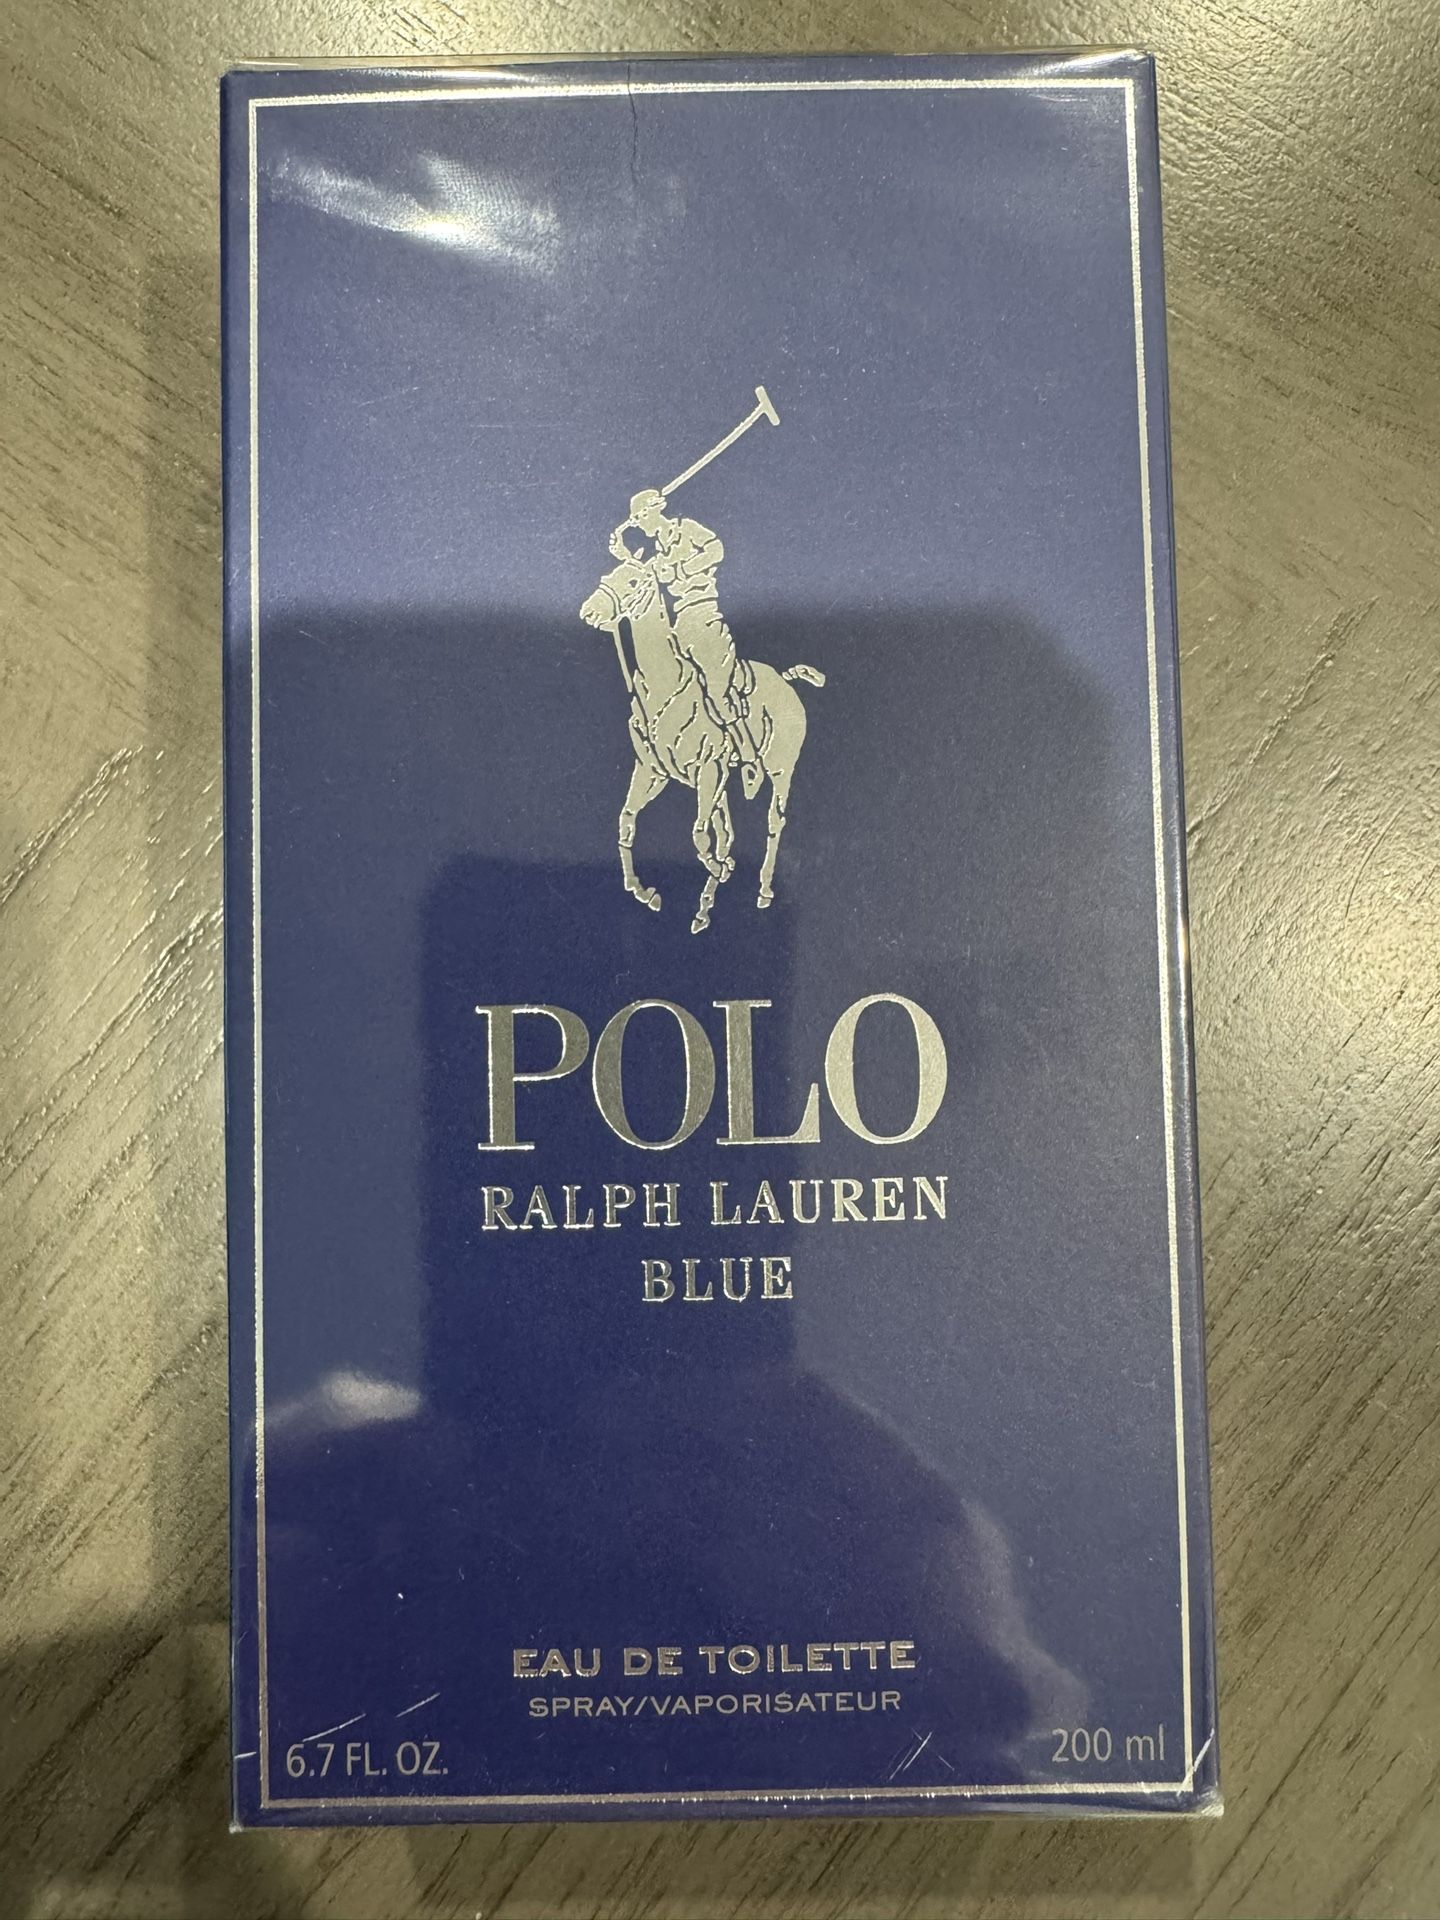 POLO
RALPH LAUREN
BLUE
EAU DE TOILETTE
SPRAY/VAPORISATEUR
6.7 FL. OZ.
200 ml